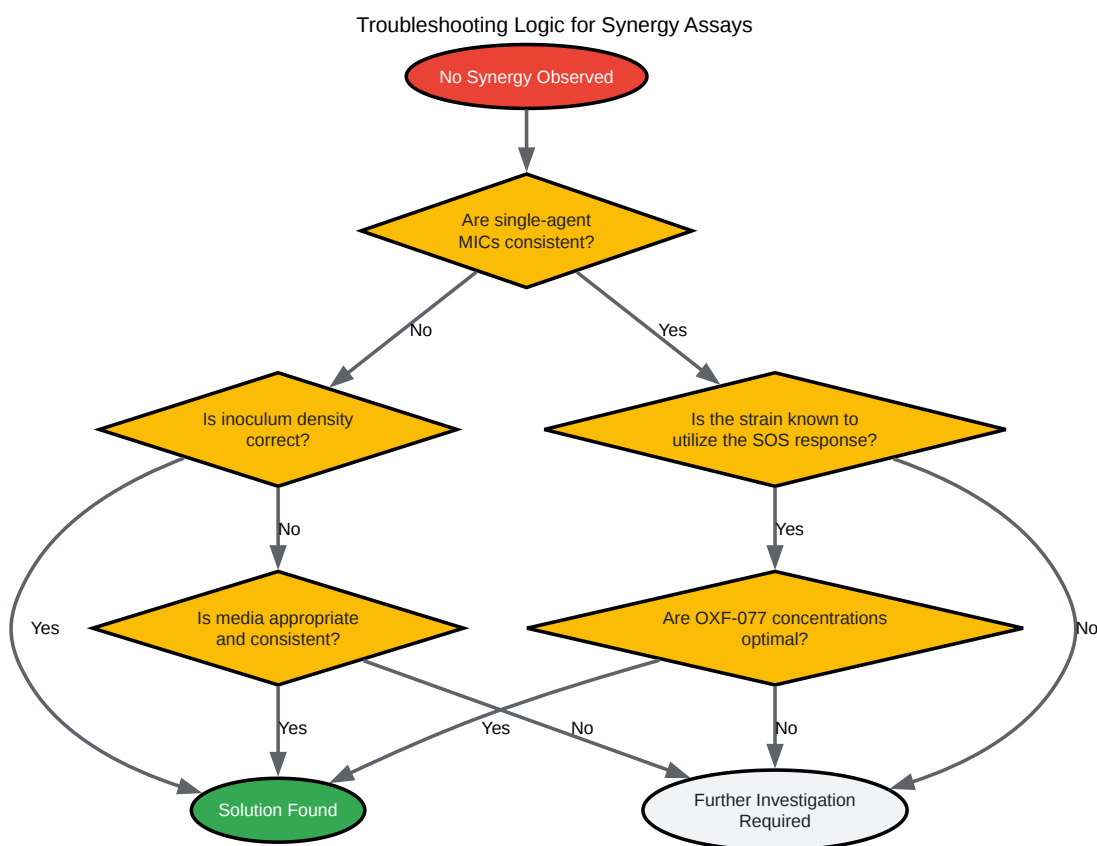 Troubleshooting Logic for Synergy Assays
No Synergy Observed
Are single-agent
MICs consistent?
No
Yes
Is inoculum density
correct?
Is the strain known to
utilize the SOS response?
No
Yes
Is media appropriate
and consistent?
Are OXF-077 concentrations
optimal?
Yes
No
Yes
Yes
No
No
Solution Found
Further Investigation
Required